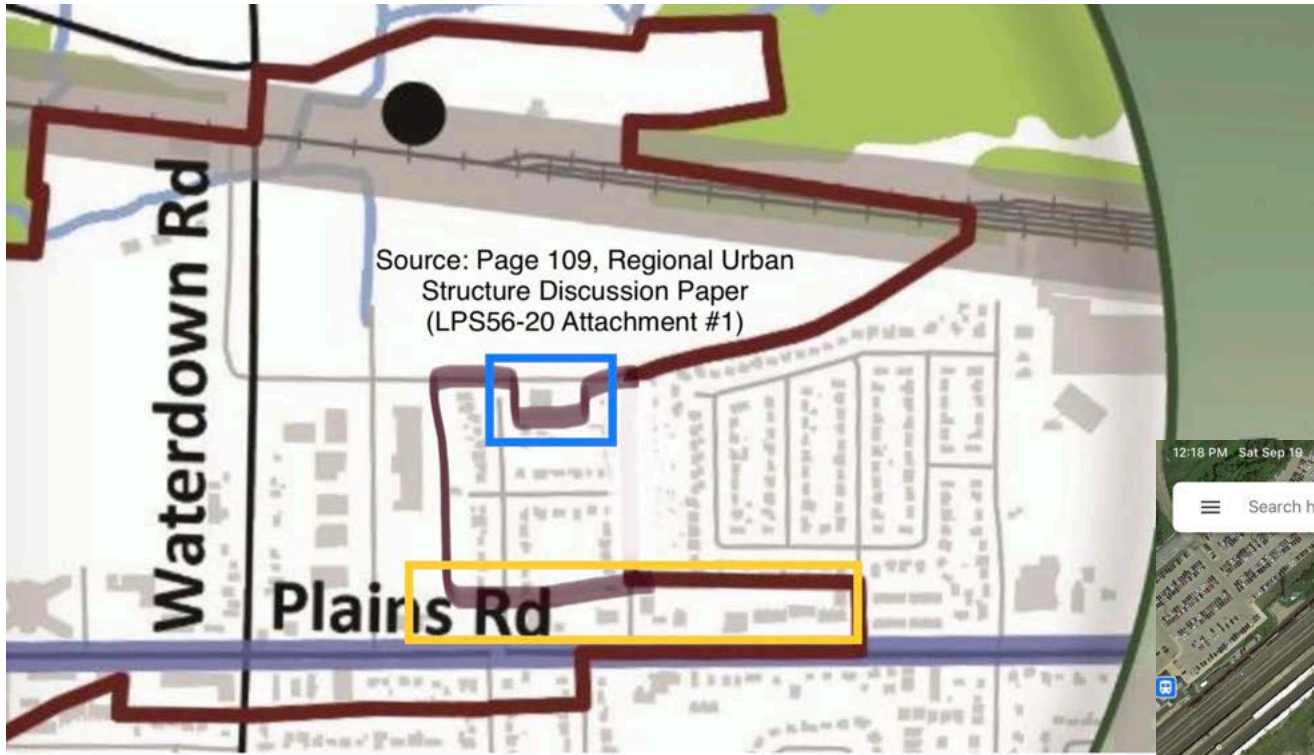 Waterdown Rd
Source: Page 109, Regional Urban
Structure Discussion Paper
(LPS56-20 Attachment #1)
Plains Rd
12:18 PM Sat Sep 19
Search h